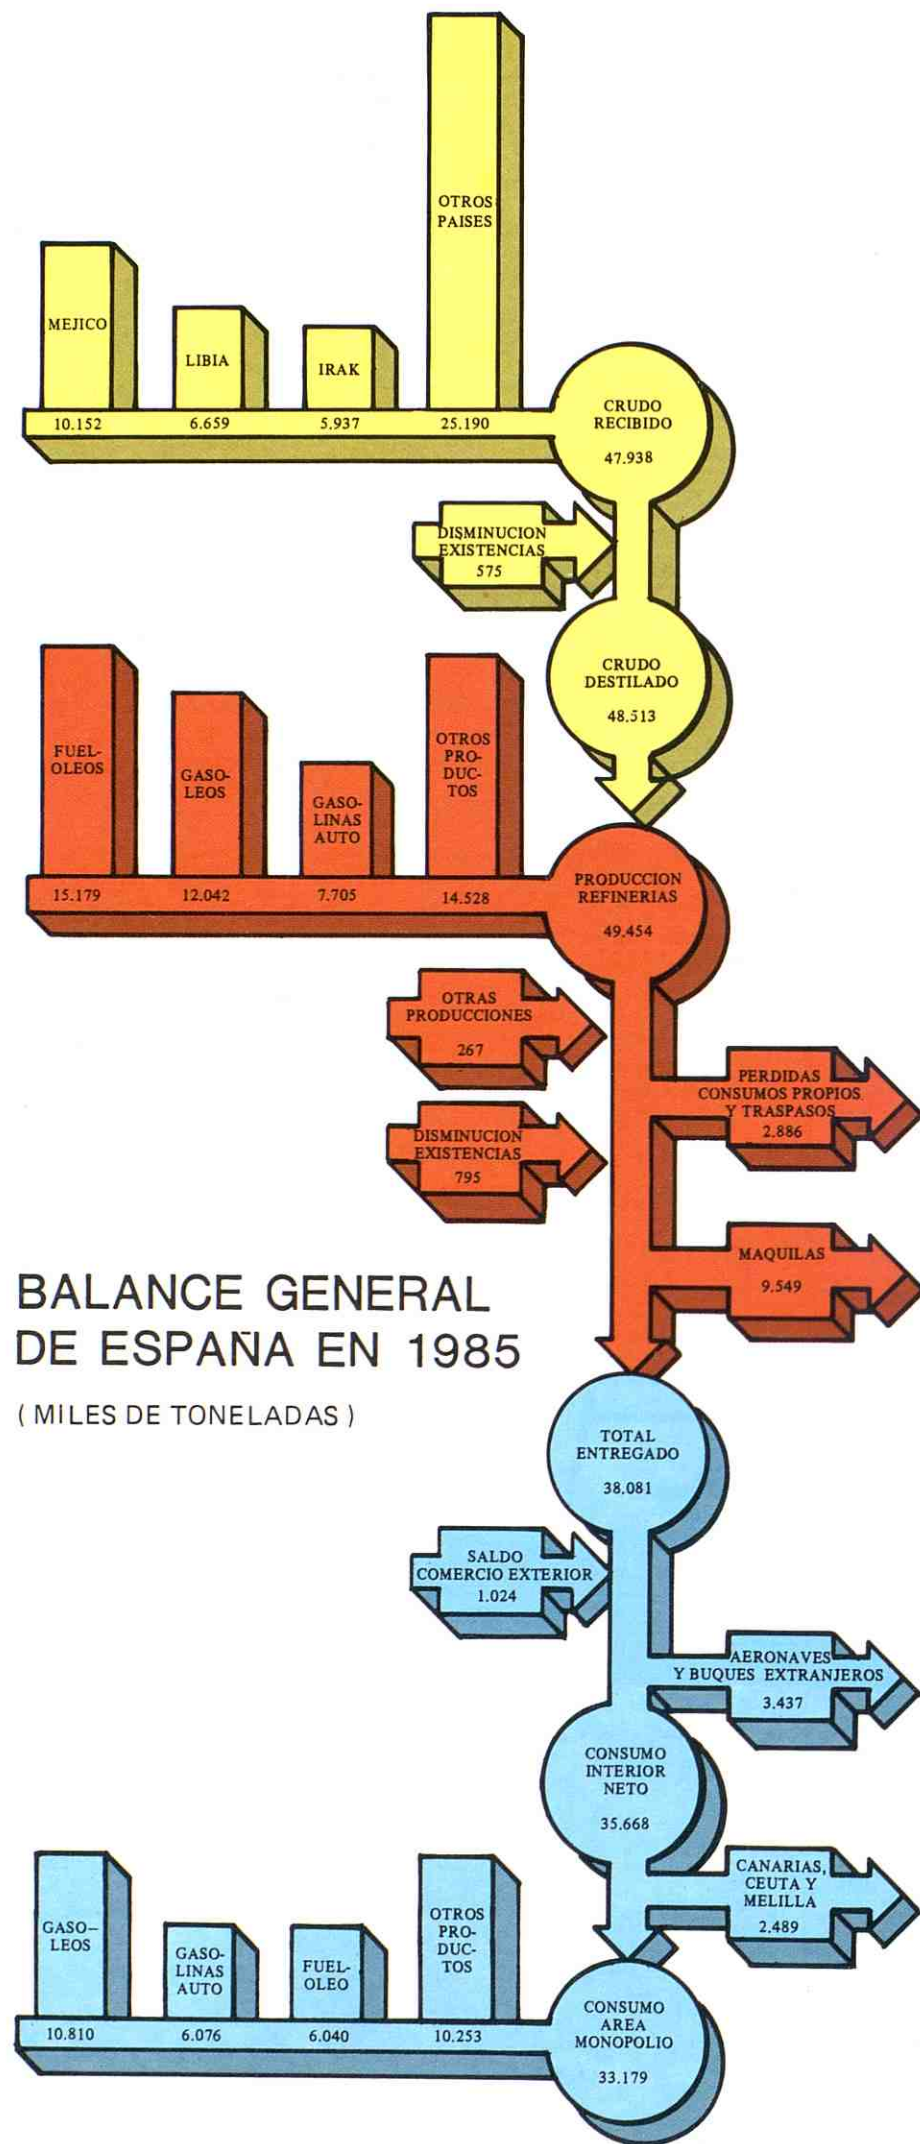 OTROS
PAISES
MEJICO
LIBIA
IRAK
10.152
6.659
5.937
25.190
CRUDO
RECIBIDO
47.938
DISMINUCION
EXISTENCIAS
575
CRUDO
DESTILADO
48.513
FUEL-
OLEOS
GASO-
LEOS
GASO-
LINAS
AUTO
OTROS
PRO-
DUC-
TOS
15.179
12.042
7.705
14.528
PRODUCCION
REFINERIAS
49.454
OTRAS
PRODUCCIONES
267
PERDIDAS
CONSUMOS PROPIOS
Y TRASPASOS
2.886
DISMINUCION
EXISTENCIAS
795
MAQUILAS
9.549
BALANCE GENERAL
DE ESPAÑA EN 1985
( MILES DE TONELADAS )
TOTAL
ENTREGADO
38.081
SALDO
COMERCIO EXTERIOR
1.024
AERONAVES
Y BUQUES EXTRANJEROS
3.437
CONSUMO
INTERIOR
NETO
35.668
CANARIAS,
CEUTA Y
MELILLA
2.489
GASO—
LEOS
GASO-
LINAS
AUTO
FUEL-
OLEO
OTROS
PRO-
DUC-
TOS
10.810
6.076
6.040
10.253
CONSUMO
AREA
MONOPOLIO
33.179